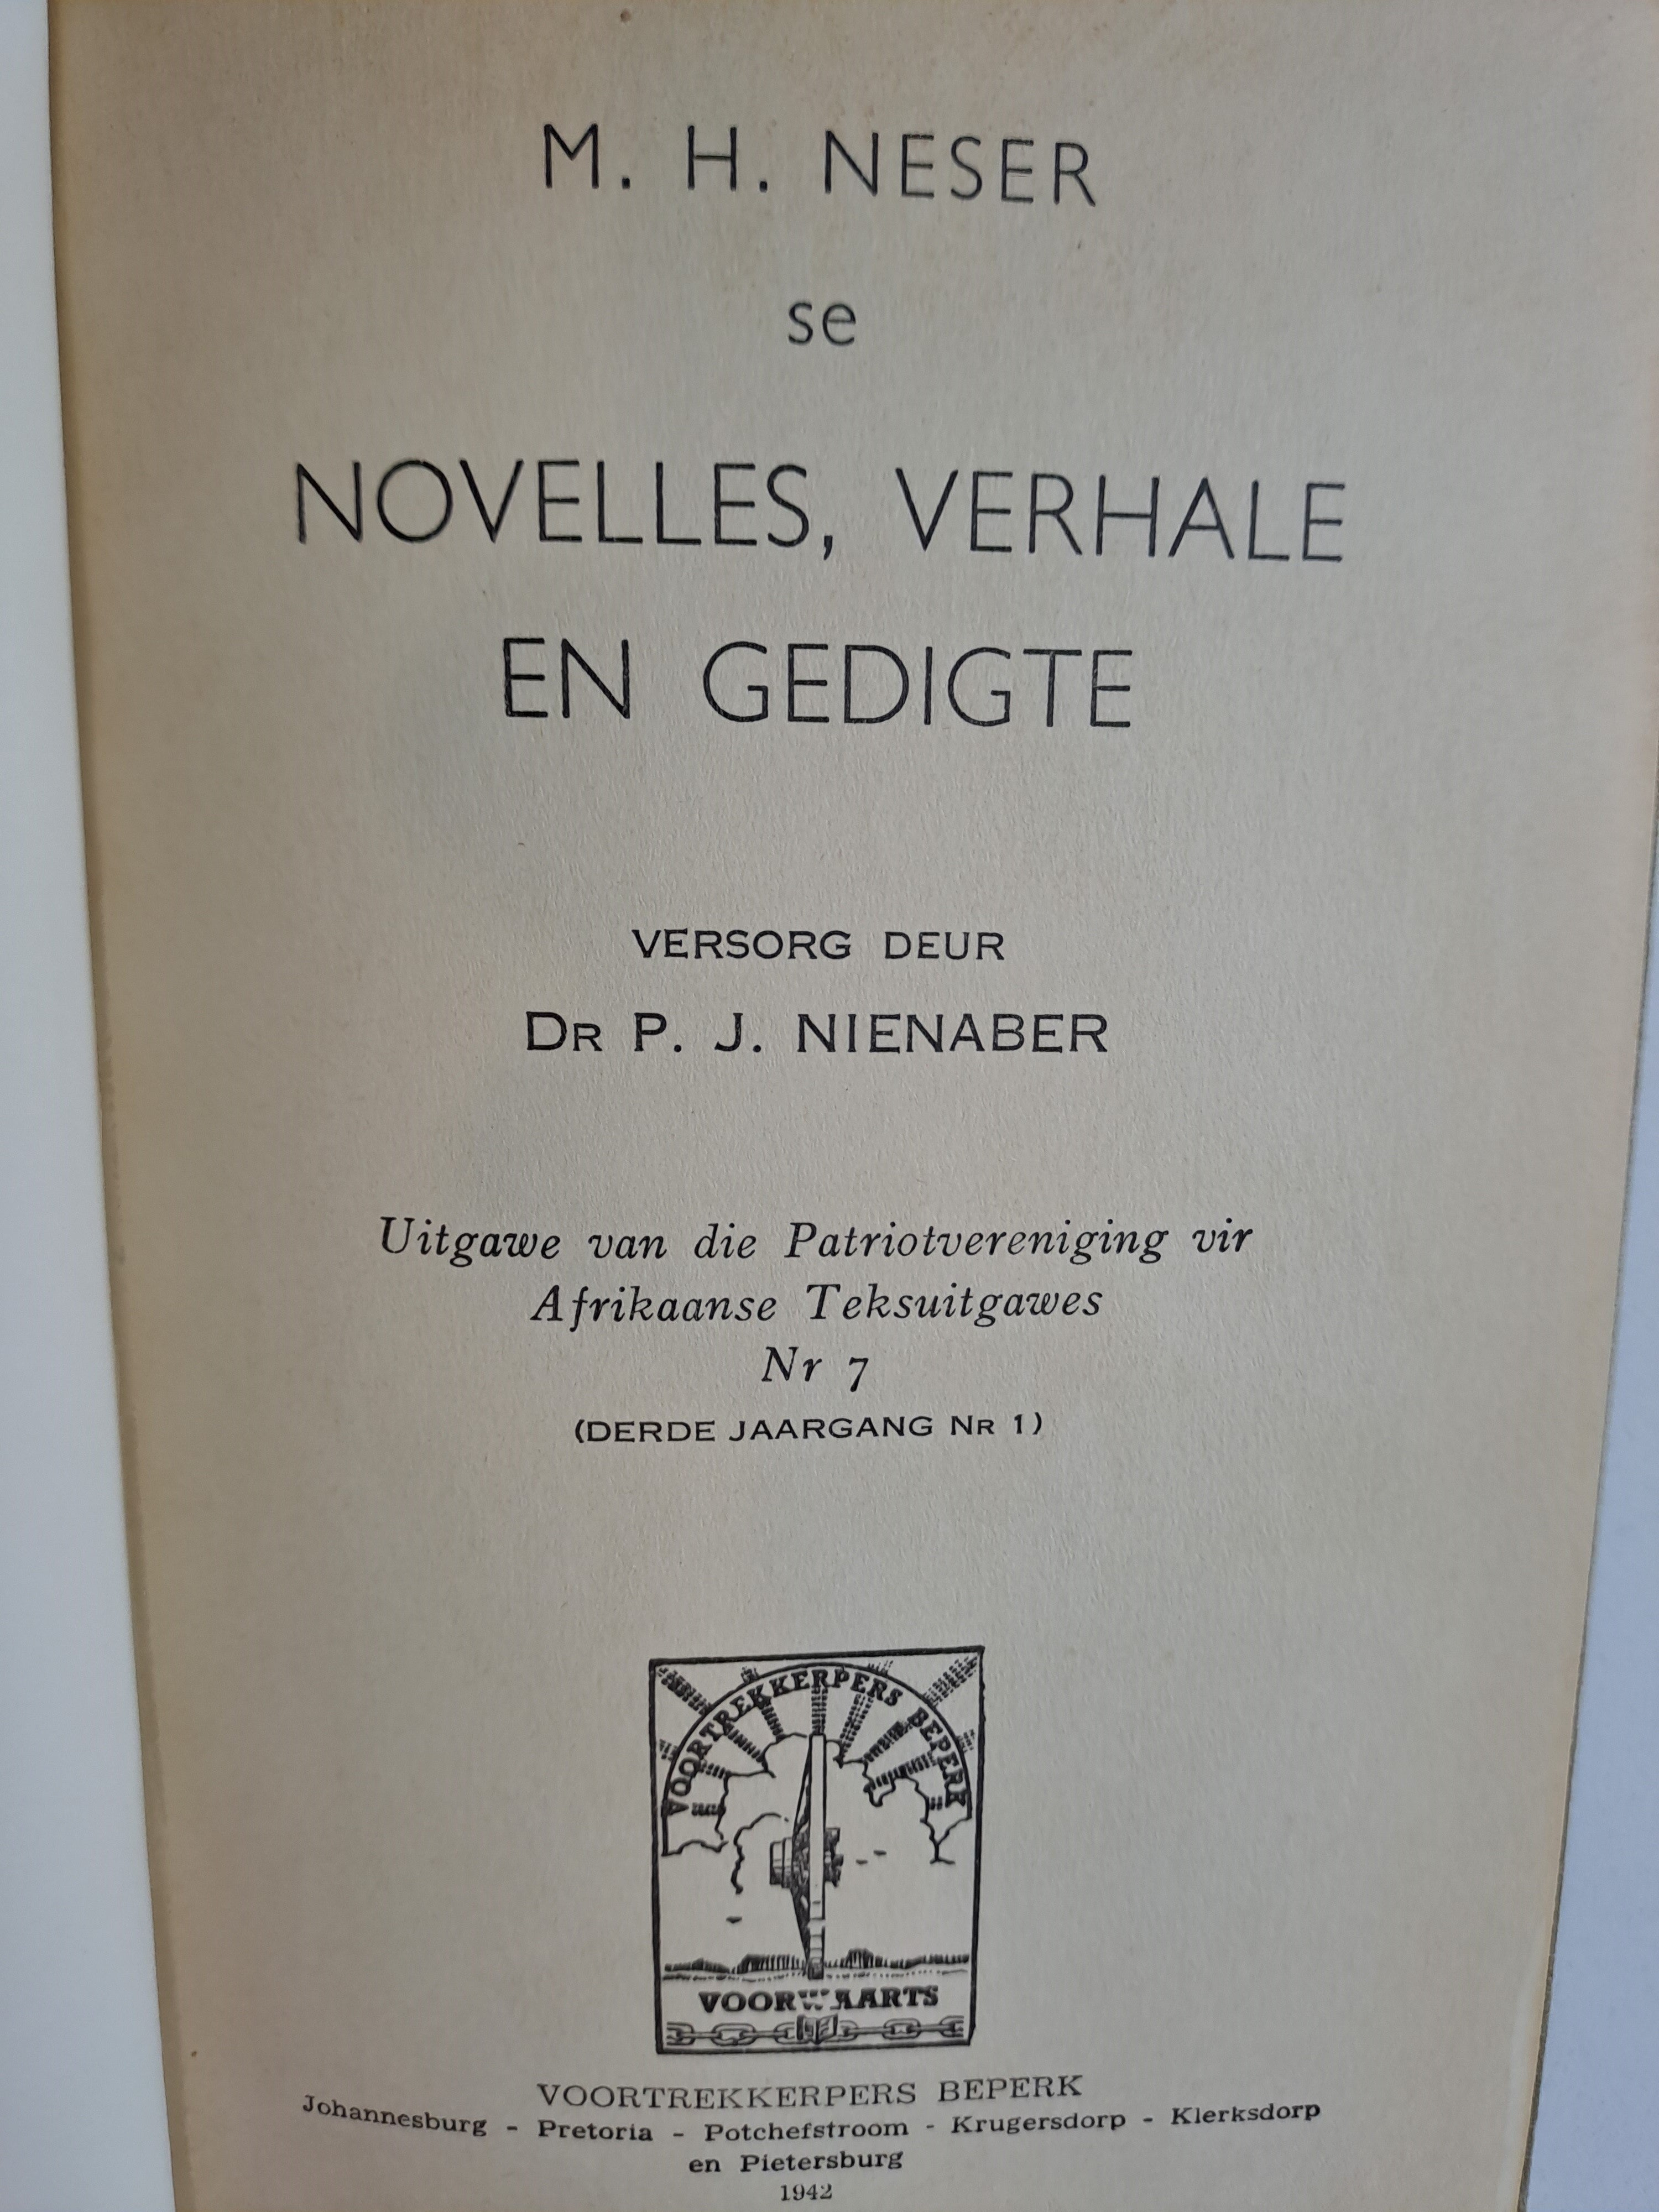 M. H. NESER
se
NOVELLES, VERHALE
EN GEDIGTE
VERSORG DEUR
DR P. J. NIENABER
Uitgawe van die Patriotvereniging vir
Afrikaanse Teksuitgawes
Nr 7
(DERDE JAARGANG NR 1)
VOORTREKKERPERS BEPERK
VOORWAARTS
VOORTREKKERPERS BEPERK
Johannesburg - Pretoria - Potchefstroom - Krugersdorp - Klerksdorp
en Pietersburg
1942